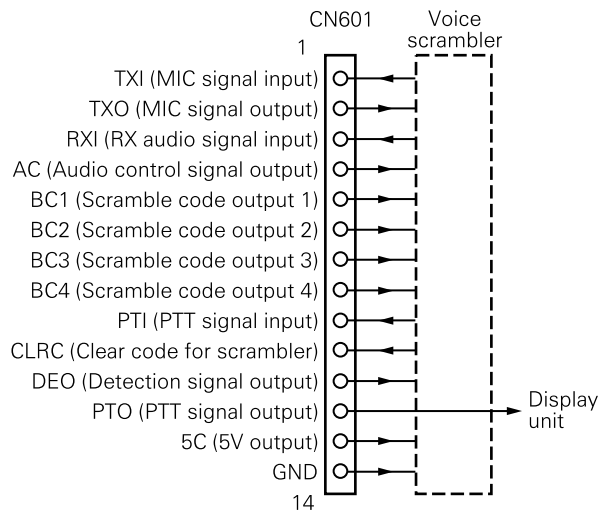 CN601
Voice
scrambler
1
TXI (MIC signal input)
TXO (MIC signal output)
RXI (RX audio signal input)
AC (Audio control signal output)
BC1 (Scramble code output 1)
BC2 (Scramble code output 2)
BC3 (Scramble code output 3)
BC4 (Scramble code output 4)
PTI (PTT signal input)
CLRC (Clear code for scrambler)
DEO (Detection signal output)
PTO (PTT signal output)
Display
unit
5C (5V output)
GND
14